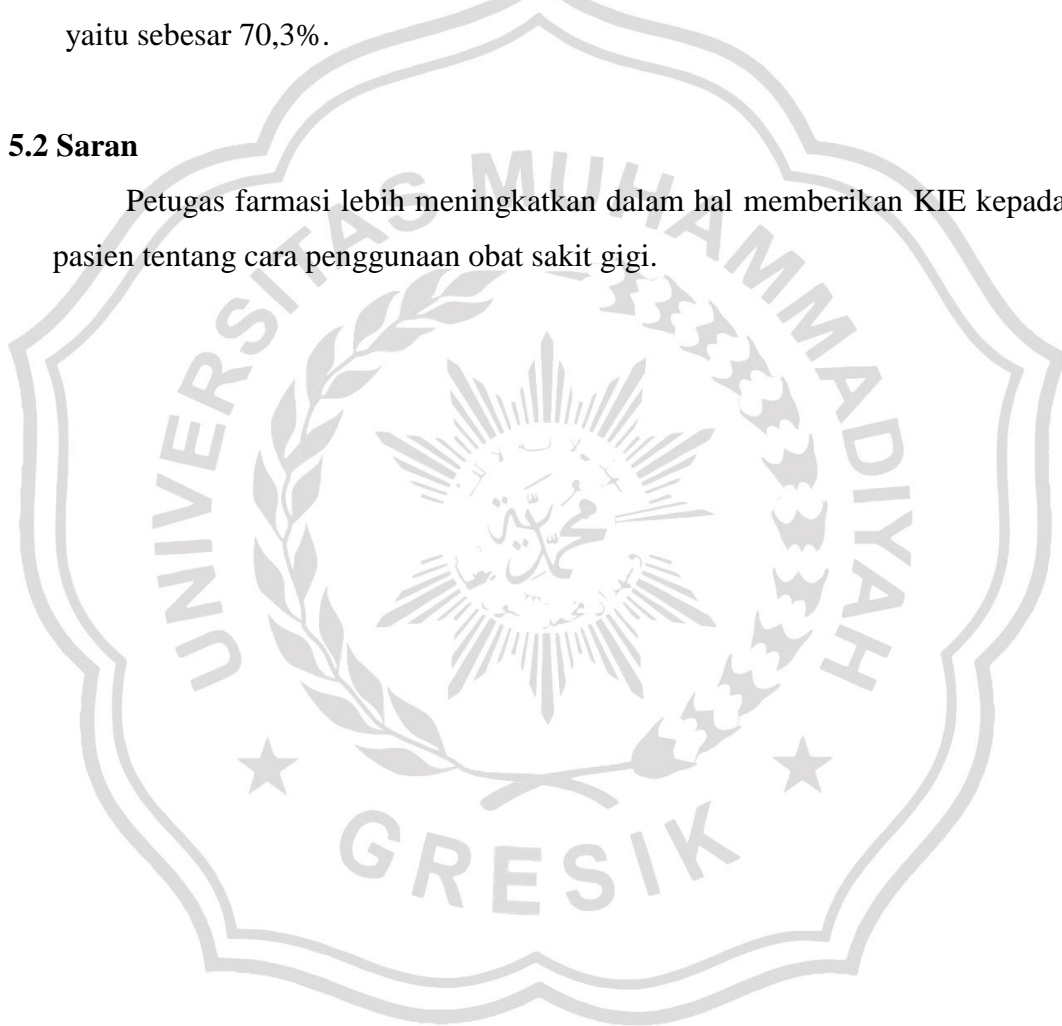 yaitu sebesar 70,3%.
5.2 Saran
Petugas farmasi lebih meningkatkan dalam hal memberikan KIE kepada
pasien tentang cara penggunaan obat sakit gigi.
UNIVERSITAS MUHAMMADIYAH
محمد
GRESIK